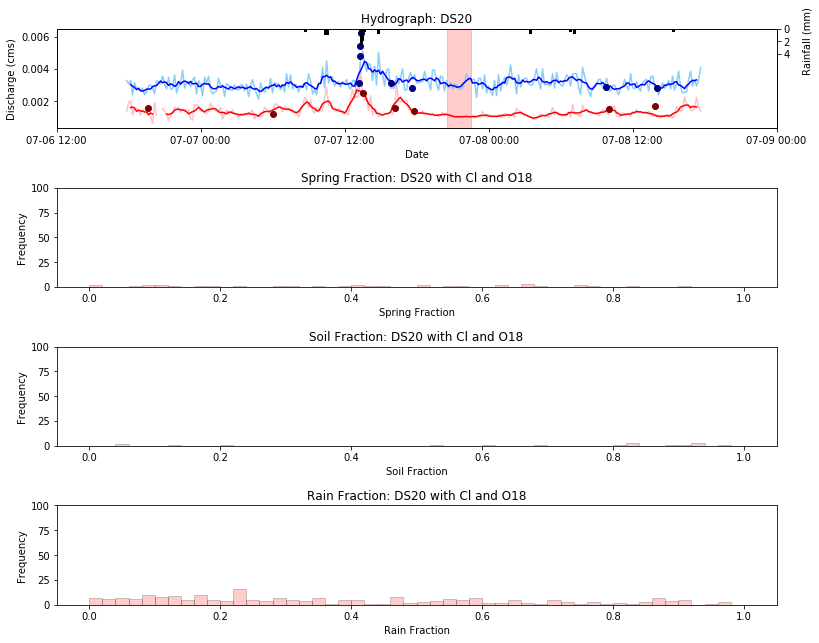 Hydrograph: DS20
0.006
0.004
0.002
Discharge (cms)
0
2
4
Rainfall (mm)
07-06 12:00 07-07 00:00 07-07 12:00 07-08 00:00 07-08 12:00 07-09 00:00
Date
Spring Fraction: DS20 with Cl and O18
100
75
50
25
0
Frequency
0.0 0.2 0.4 0.6 0.8 1.0
Spring Fraction
Soil Fraction: DS20 with Cl and O18
100
75
50
25
0
Frequency
0.0 0.2 0.4 0.6 0.8 1.0
Soil Fraction
Rain Fraction: DS20 with Cl and O18
100
75
50
25
0
Frequency
0.0 0.2 0.4 0.6 0.8 1.0
Rain Fraction